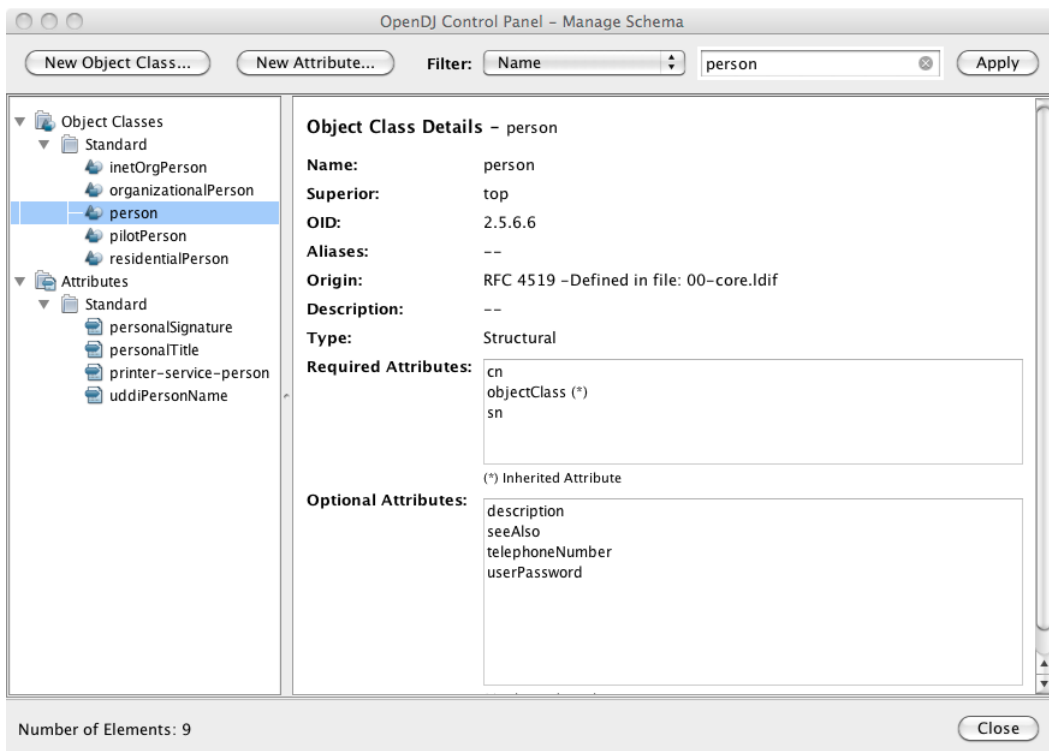 OpenDJ Control Panel – Manage Schema
New Object Class... New Attribute... Filter: Name person Apply
Object Classes
Standard
inetOrgPerson
organizationalPerson
person
pilotPerson
residentialPerson
Attributes
Standard
personalSignature
personalTitle
printer-service-person
uddiPersonName
Object Class Details – person
Name: person
Superior: top
OID: 2.5.6.6
Aliases: --
Origin: RFC 4519 –Defined in file: 00-core.ldif
Description: --
Type: Structural
Required Attributes:
cn
objectClass (*)
sn
(*) Inherited Attribute
Optional Attributes:
description
seeAlso
telephoneNumber
userPassword
Number of Elements: 9 Close